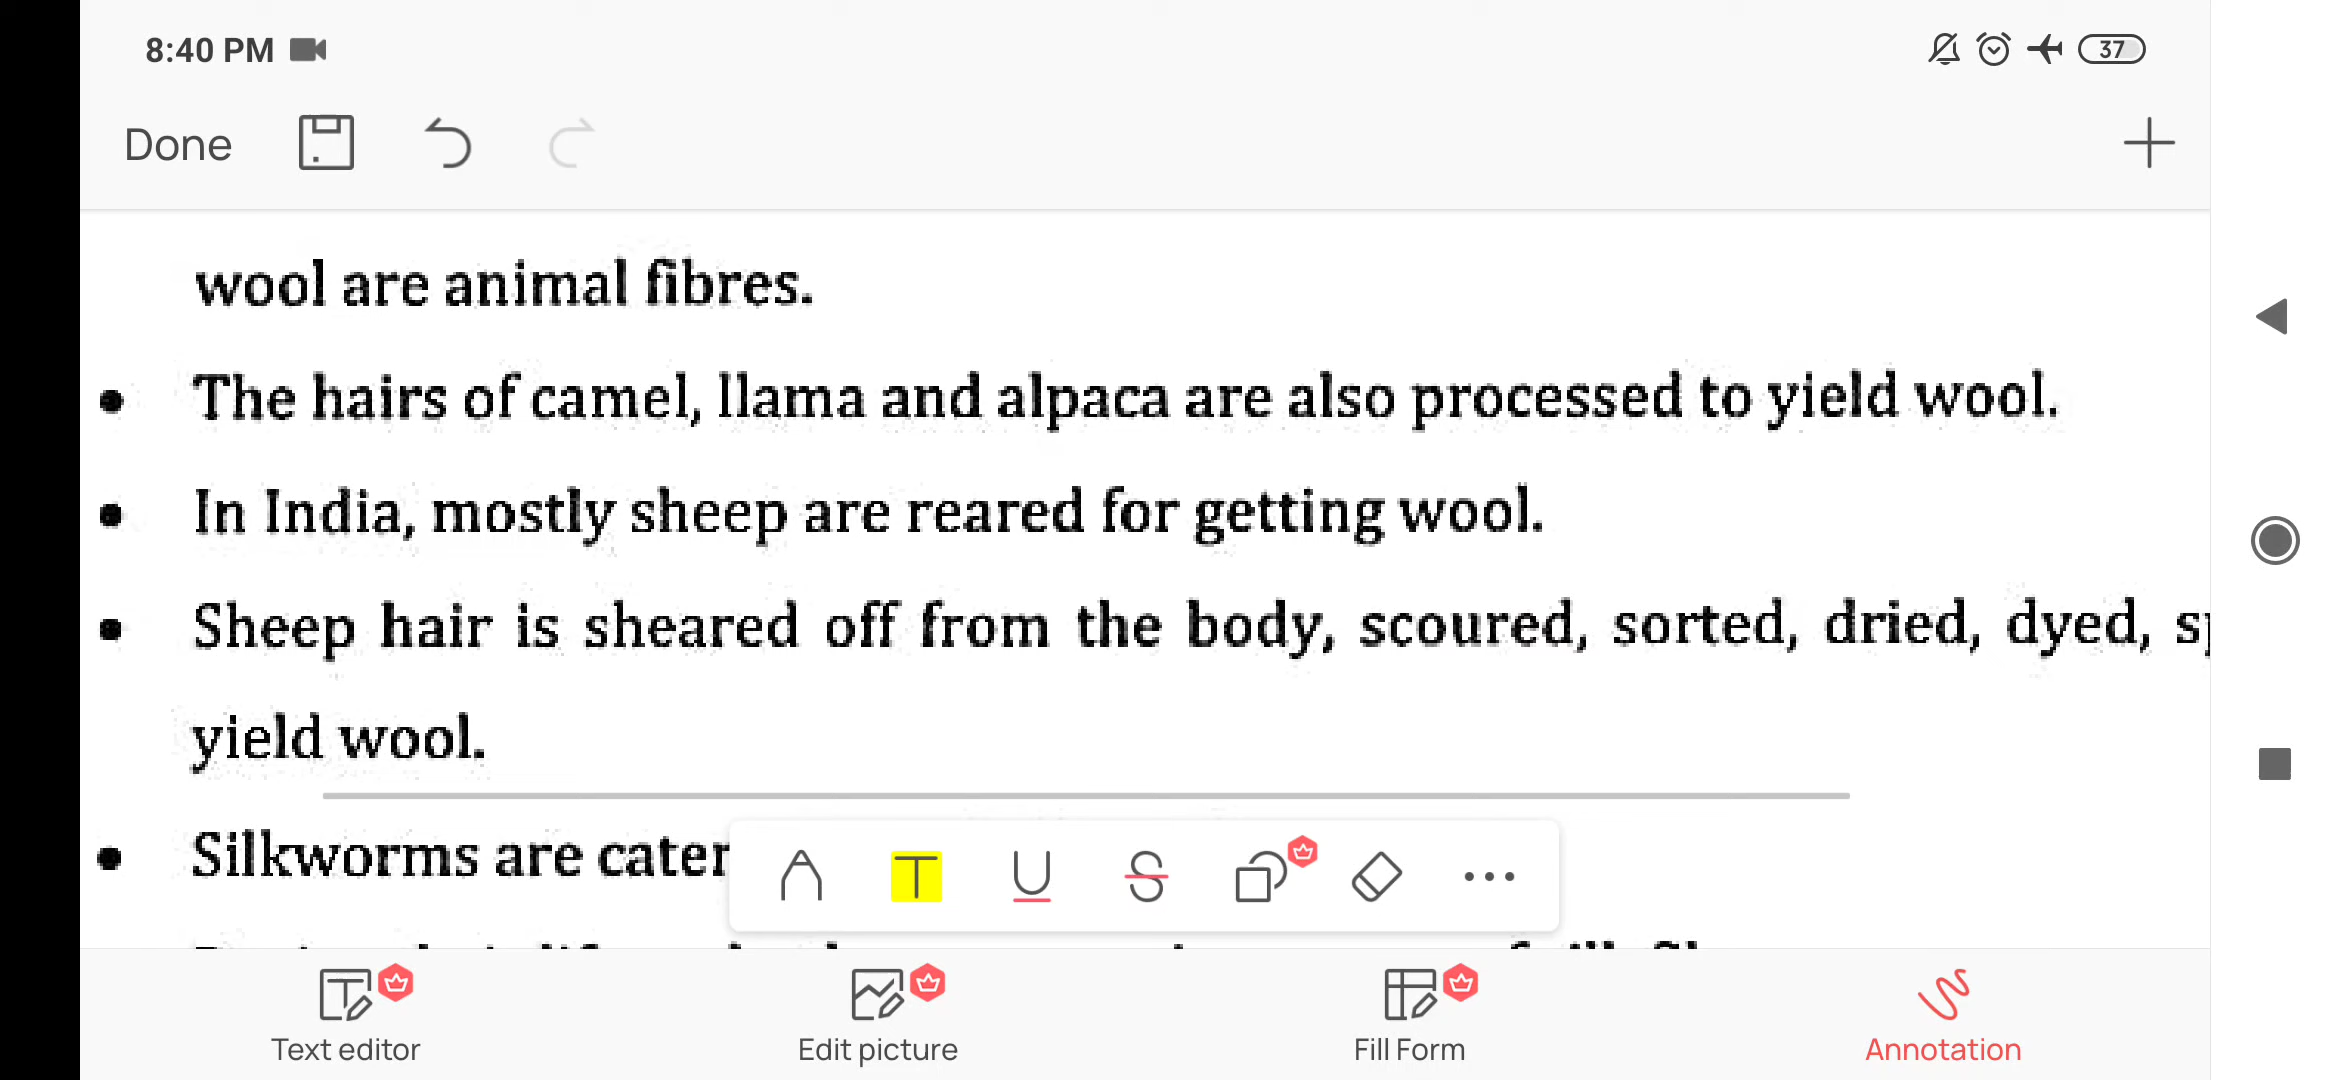 8:40 PM
37
Done
wool are animal fibres.
• The hairs of camel, llama and alpaca are also processed to yield wool.
• In India, mostly sheep are reared for getting wool.
• Sheep hair is sheared off from the body, scoured, sorted, dried, dyed,
yield wool.
• Silkworms are cater
Text editor
Edit picture
Fill Form
Annotation